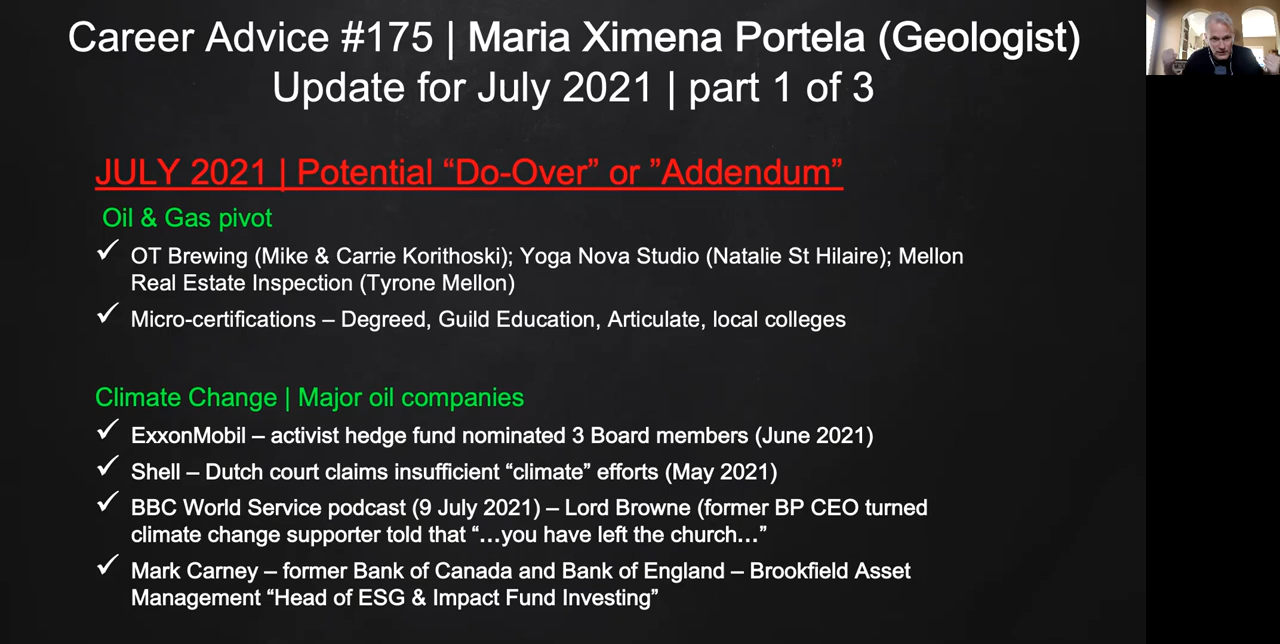 Career Advice #175 | Maria Ximena Portela (Geologist)
Update for July 2021 | part 1 of 3
JULY 2021 | Potential “Do-Over” or ”Addendum”
Oil & Gas pivot
✓ OT Brewing (Mike & Carrie Korithoski); Yoga Nova Studio (Natalie St Hilaire); Mellon
Real Estate Inspection (Tyrone Mellon)
✓ Micro-certifications – Degreed, Guild Education, Articulate, local colleges
Climate Change | Major oil companies
✓ ExxonMobil – activist hedge fund nominated 3 Board members (June 2021)
✓ Shell – Dutch court claims insufficient “climate” efforts (May 2021)
✓ BBC World Service podcast (9 July 2021) – Lord Browne (former BP CEO turned
climate change supporter told that “…you have left the church…”
✓ Mark Carney – former Bank of Canada and Bank of England – Brookfield Asset
Management “Head of ESG & Impact Fund Investing”